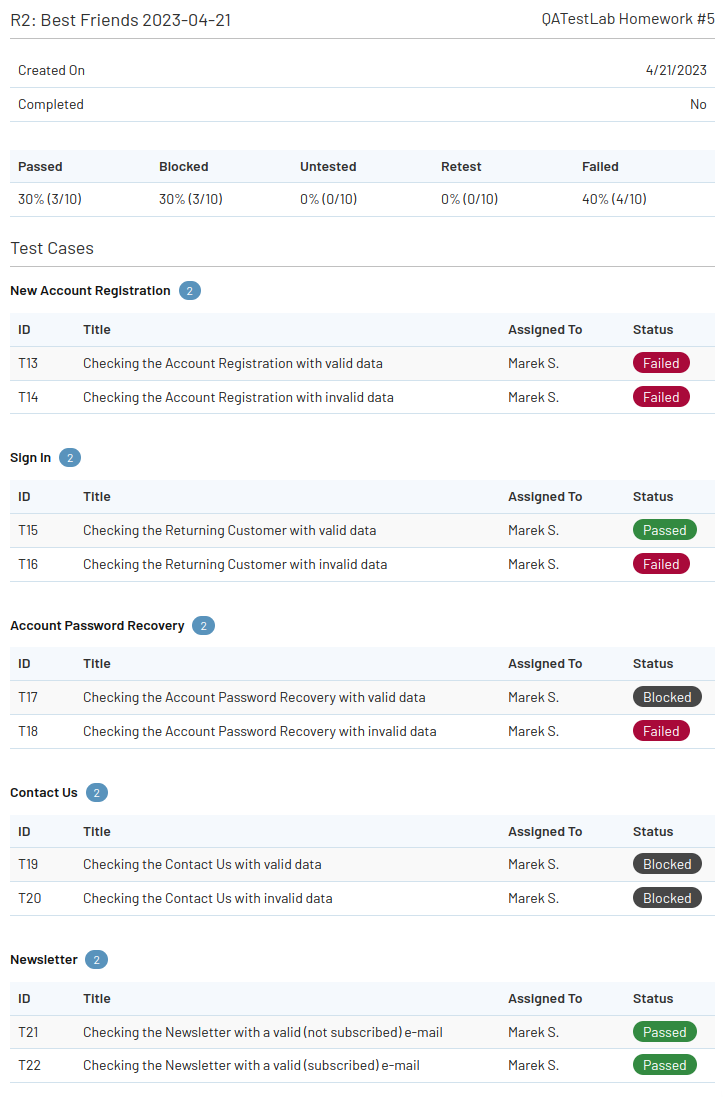 R2: Best Friends 2023-04-21 QATestLab Homework #5
Created On 4/21/2023
Completed No
Passed Blocked Untested Retest Failed
30% (3/10) 30% (3/10) 0% (0/10) 0% (0/10) 40% (4/10)
Test Cases
New Account Registration 2
ID Title Assigned To Status
T13 Checking the Account Registration with valid data Marek S. Failed
T14 Checking the Account Registration with invalid data Marek S. Failed
Sign In 2
ID Title Assigned To Status
T15 Checking the Returning Customer with valid data Marek S. Passed
T16 Checking the Returning Customer with invalid data Marek S. Failed
Account Password Recovery 2
ID Title Assigned To Status
T17 Checking the Account Password Recovery with valid data Marek S. Blocked
T18 Checking the Account Password Recovery with invalid data Marek S. Failed
Contact Us 2
ID Title Assigned To Status
T19 Checking the Contact Us with valid data Marek S. Blocked
T20 Checking the Contact Us with invalid data Marek S. Blocked
Newsletter 2
ID Title Assigned To Status
T21 Checking the Newsletter with a valid (not subscribed) e-mail Marek S. Passed
T22 Checking the Newsletter with a valid (subscribed) e-mail Marek S. Passed